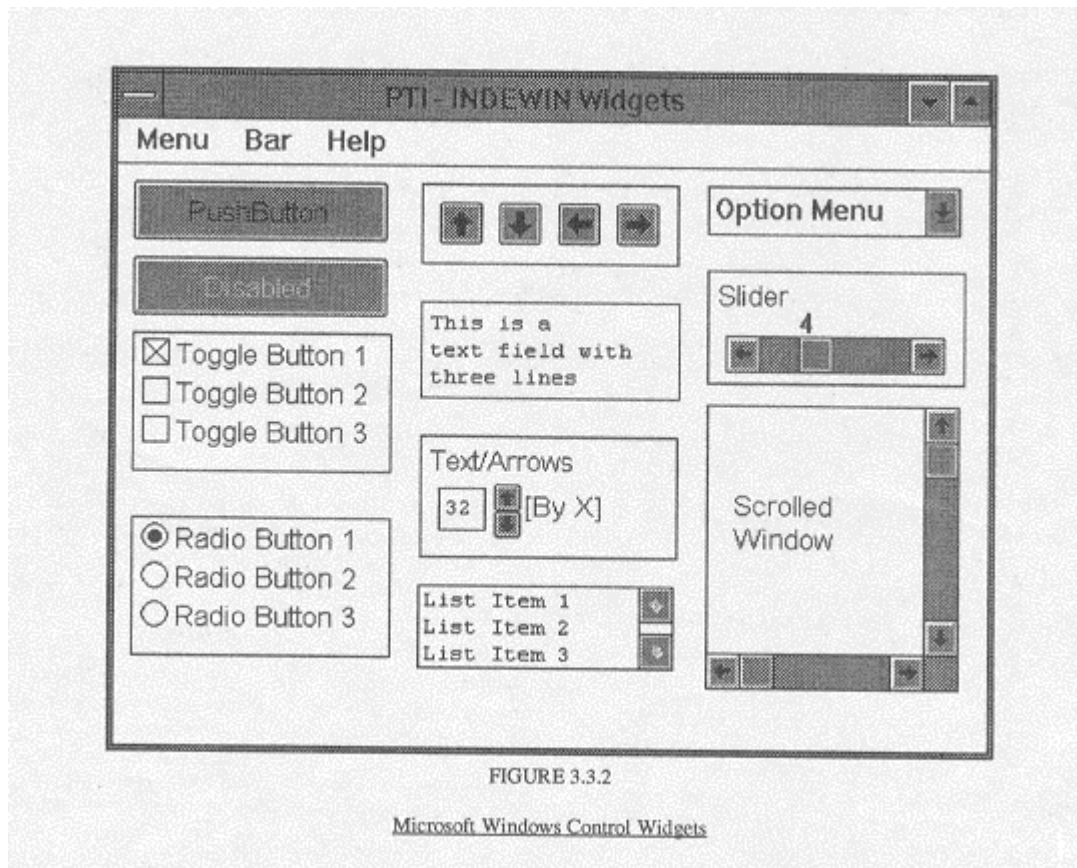 PTI - INDEWIN Widgets
Menu Bar Help
PushButton
Disabled
Toggle Button 1
Toggle Button 2
Toggle Button 3
Radio Button 1
Radio Button 2
Radio Button 3
This is a
text field with
three lines
Text/Arrows
32 [By X]
List Item 1
List Item 2
List Item 3
Option Menu
Slider
4
Scrolled
Window
FIGURE 3.3.2
Microsoft Windows Control Widgets